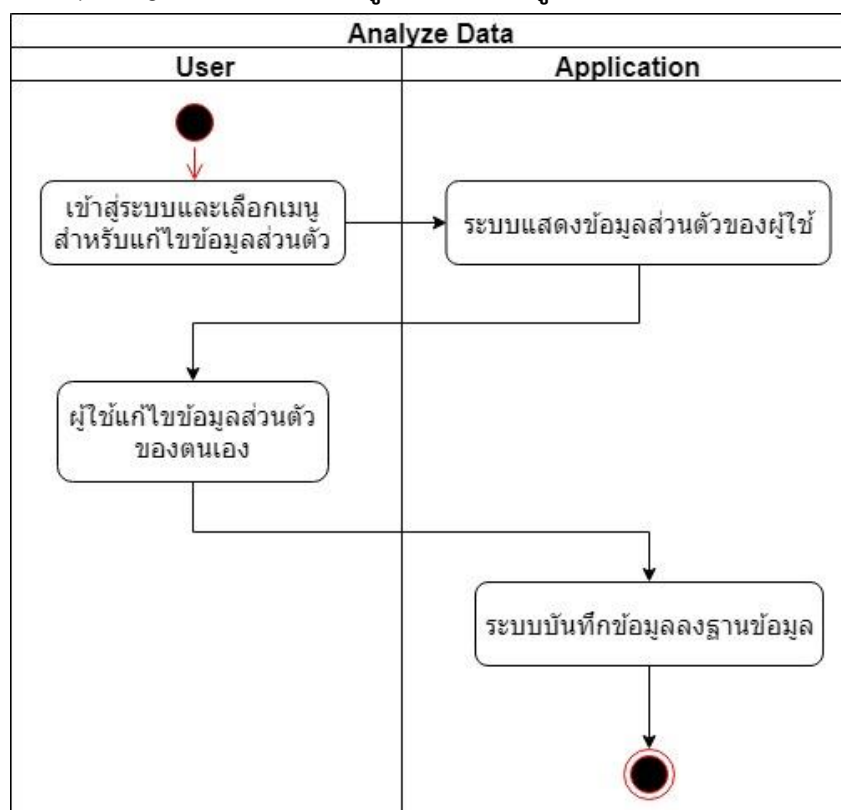 Analyze Data
User
Application
เข้าสู่ระบบและเลือกเมนู
สำหรับแก้ไขข้อมูลส่วนตัว
ระบบแสดงข้อมูลส่วนตัวของผู้ใช้
ผู้ใช้แก้ไขข้อมูลส่วนตัว
ของตนเอง
ระบบบันทึกข้อมูลลงฐานข้อมูล